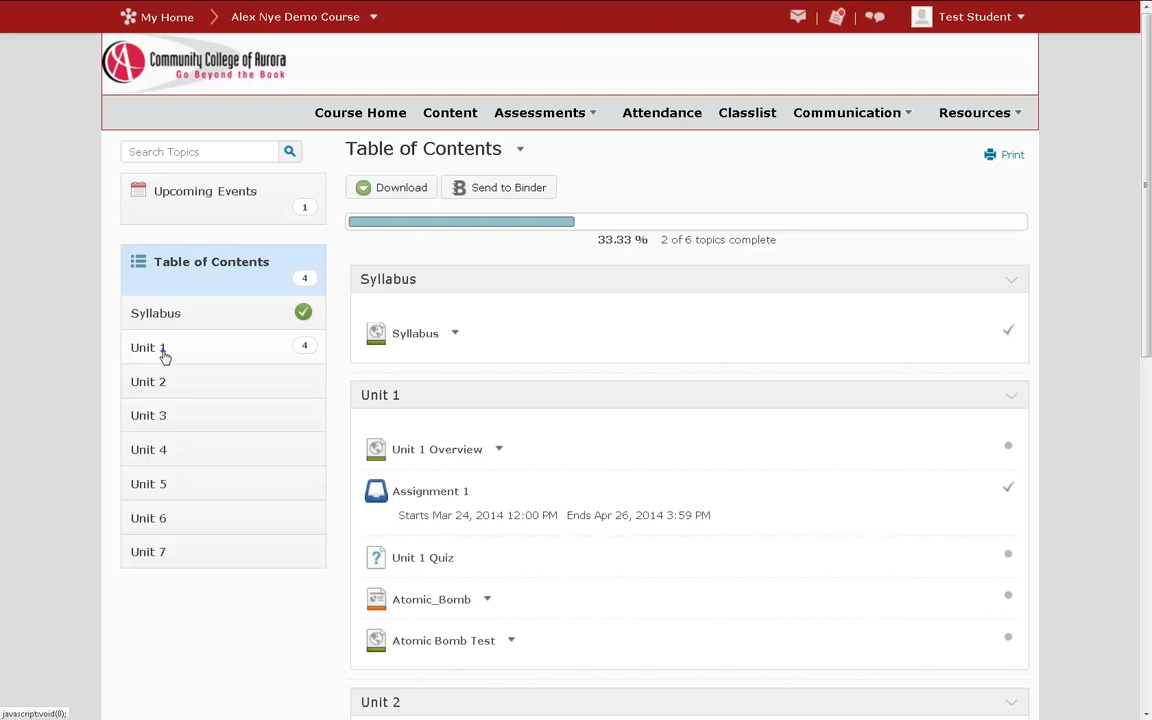 My Home
Alex Nye Demo Course
Test Student
Community College of Aurora
Go Beyond the Book
Course Home Content Assessments Attendance Classlist Communication Resources
Search Topics
Upcoming Events
1
Table of Contents
4
Syllabus
Unit 1
4
Unit 2
Unit 3
Unit 4
Unit 5
Unit 6
Unit 7
Table of Contents
Print
Download
Send to Binder
33.33 % 2 of 6 topics complete
Syllabus
Syllabus
Unit 1
Unit 1 Overview
Assignment 1
Starts Mar 24, 2014 12:00 PM Ends Apr 26, 2014 3:59 PM
Unit 1 Quiz
Atomic_Bomb
Atomic Bomb Test
Unit 2
javascript:void(0);